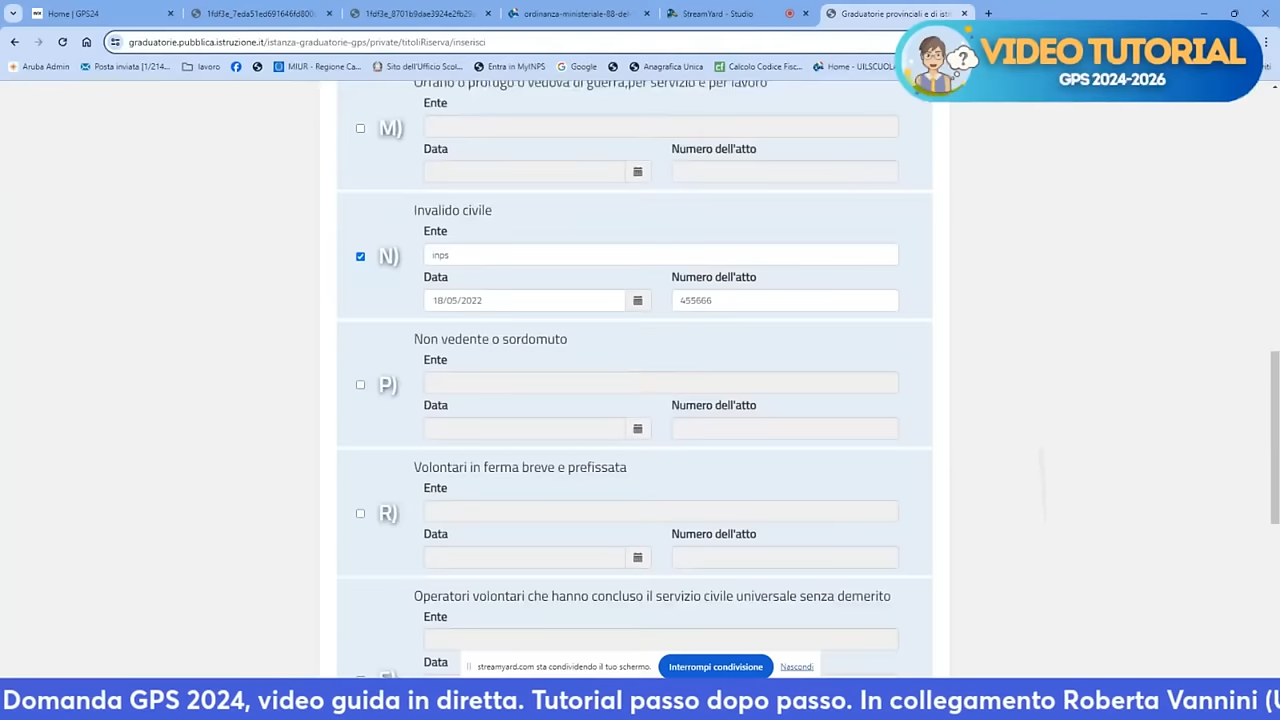 Home | GPS24
1fdf3e_7eda51ed691646fd800
1fdf3e_8701b9dae3924e2fb29
ordinanza-ministeriale-88-del-
StreamYard - Studio
Graduatorie provinciali e di ist
graduatorie.pubblica.istruzione.it/istanza-graduatorie-gps/private/titoliRiserva/inserisci
VIDEO TUTORIAL
GPS 2024-2026
Aruba Admin
Posta inviata [1/214...
lavoro
MIUR - Regione Ca...
Sito dell'Ufficio Scol...
Entra in MyINPS
Google
Anagrafica Unica
Calcolo Codice Fisc...
Home - UILSCUOL
Orfano o profugo o vedova di guerra,per servizio e per lavoro
Ente
M)
Data
Numero dell'atto
Invalido civile
Ente
N)
inps
Data
Numero dell'atto
18/05/2022
455666
Non vedente o sordomuto
Ente
P)
Data
Numero dell'atto
Volontari in ferma breve e prefissata
Ente
R)
Data
Numero dell'atto
Operatori volontari che hanno concluso il servizio civile universale senza demerito
Ente
Data
streamyard.com sta condividendo il tuo schermo.
Interrompi condivisione
Nascondi
Domanda GPS 2024, video guida in diretta. Tutorial passo dopo passo. In collegamento Roberta Vannini (